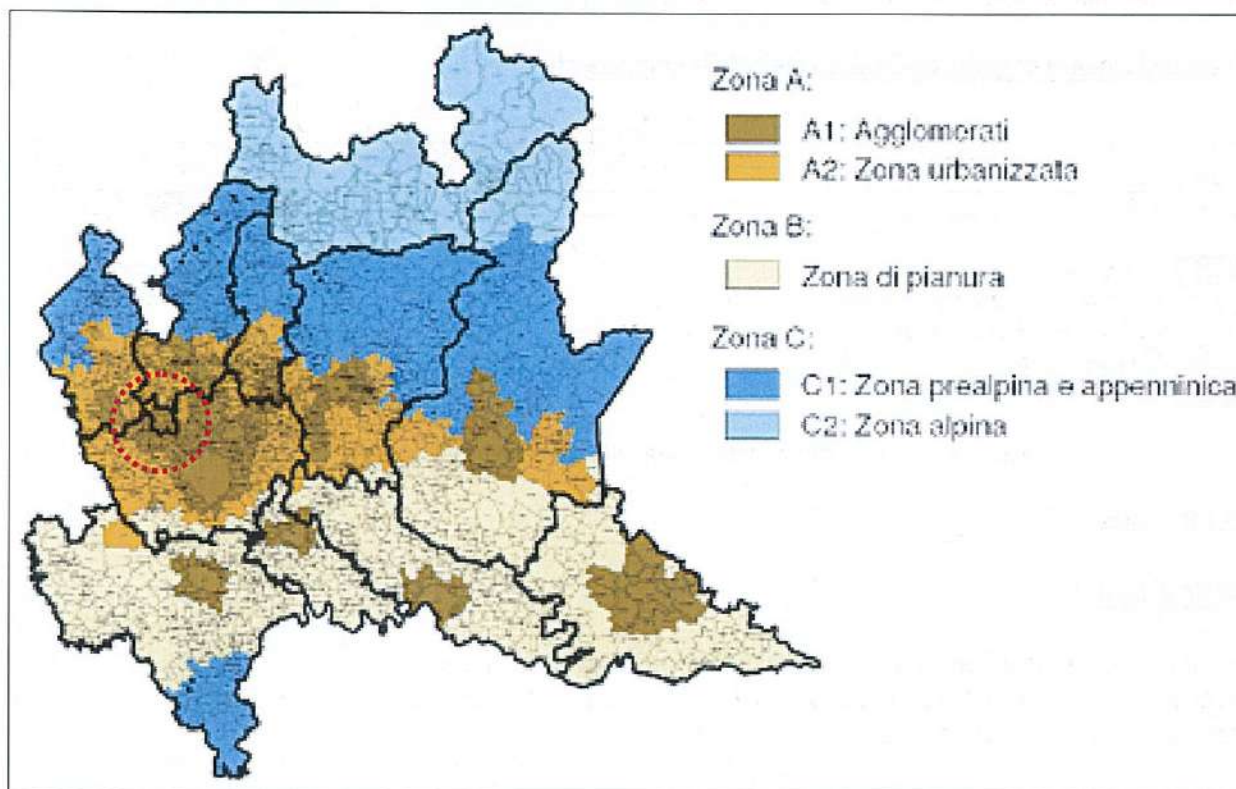 Zona A:
A1: Agglomerati
A2: Zona urbanizzata
Zona B:
Zona di pianura
Zona C:
C1: Zona prealpina e appenninica
C2: Zona alpina